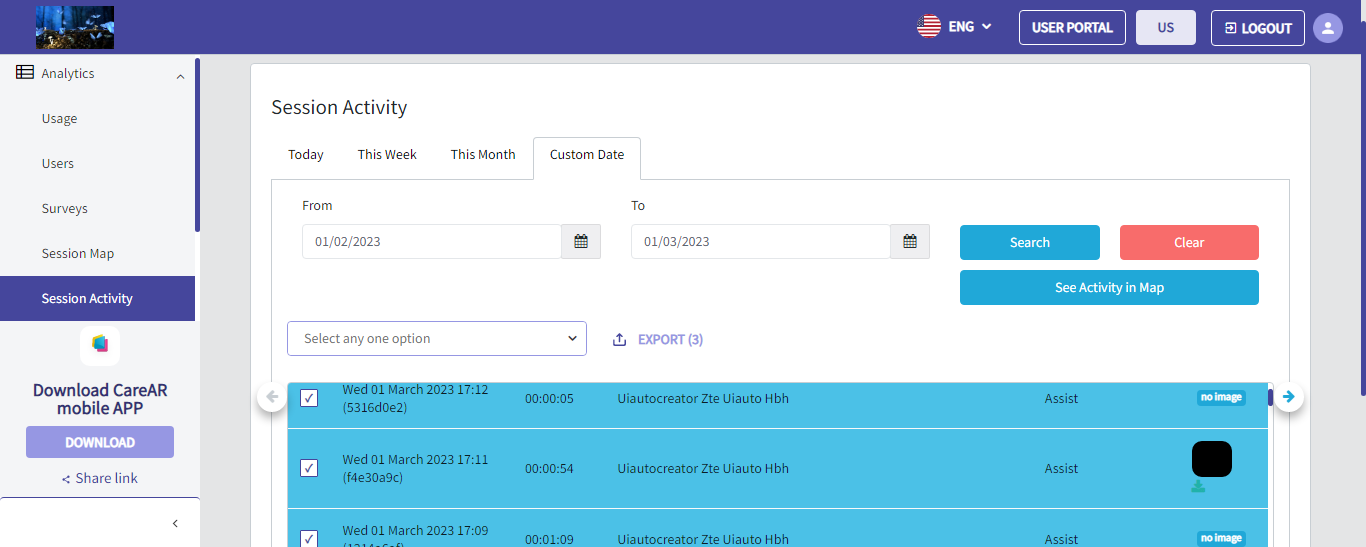 ENG
USER PORTAL
US
LOGOUT
Analytics
Usage
Users
Surveys
Session Map
Session Activity
Download CareAR
mobile APP
DOWNLOAD
Share link
Session Activity
Today
This Week
This Month
Custom Date
From
To
01/02/2023
01/03/2023
Search
Clear
See Activity in Map
Select any one option
EXPORT (3)
Wed 01 March 2023 17:12
(5316d0e2)
00:00:05
Uiautocreator Zte Uiauto Hbh
Assist
no image
Wed 01 March 2023 17:11
(f4e30a9c)
00:00:54
Uiautocreator Zte Uiauto Hbh
Assist
Wed 01 March 2023 17:09
00:01:09
Uiautocreator Zte Uiauto Hbh
Assist
no image